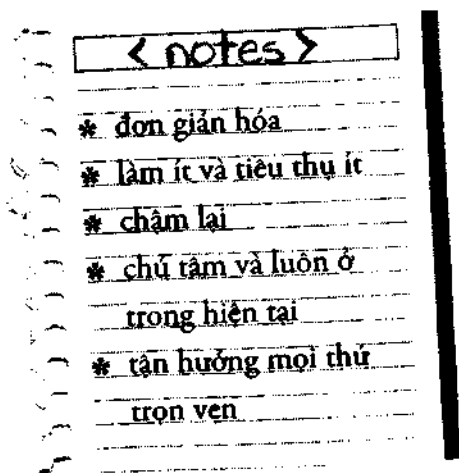 < notes >
* đơn giản hóa
* làm ít và tiêu thụ ít
* chậm lại
* chú tâm và luôn ở
trong hiện tại
* tận hưởng mọi thứ
trọn vẹn